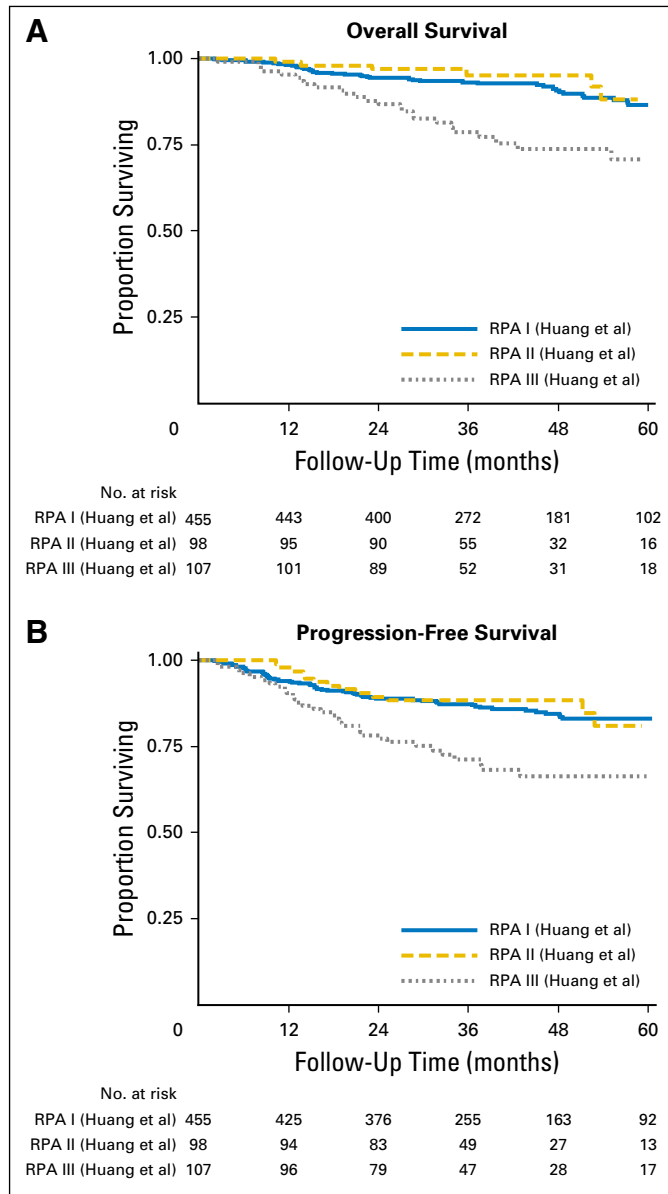 A
Overall Survival
1.00
0.75
0.50
0.25
Proportion Surviving
RPA I (Huang et al)
RPA II (Huang et al)
RPA III (Huang et al)
0 12 24 36 48 60
Follow-Up Time (months)
No. at risk
RPA I (Huang et al) 455 443 400 272 181 102
RPA II (Huang et al) 98 95 90 55 32 16
RPA III (Huang et al) 107 101 89 52 31 18
B
Progression-Free Survival
1.00
0.75
0.50
0.25
Proportion Surviving
RPA I (Huang et al)
RPA II (Huang et al)
RPA III (Huang et al)
0 12 24 36 48 60
Follow-Up Time (months)
No. at risk
RPA I (Huang et al) 455 425 376 255 163 92
RPA II (Huang et al) 98 94 83 49 27 13
RPA III (Huang et al) 107 96 79 47 28 17